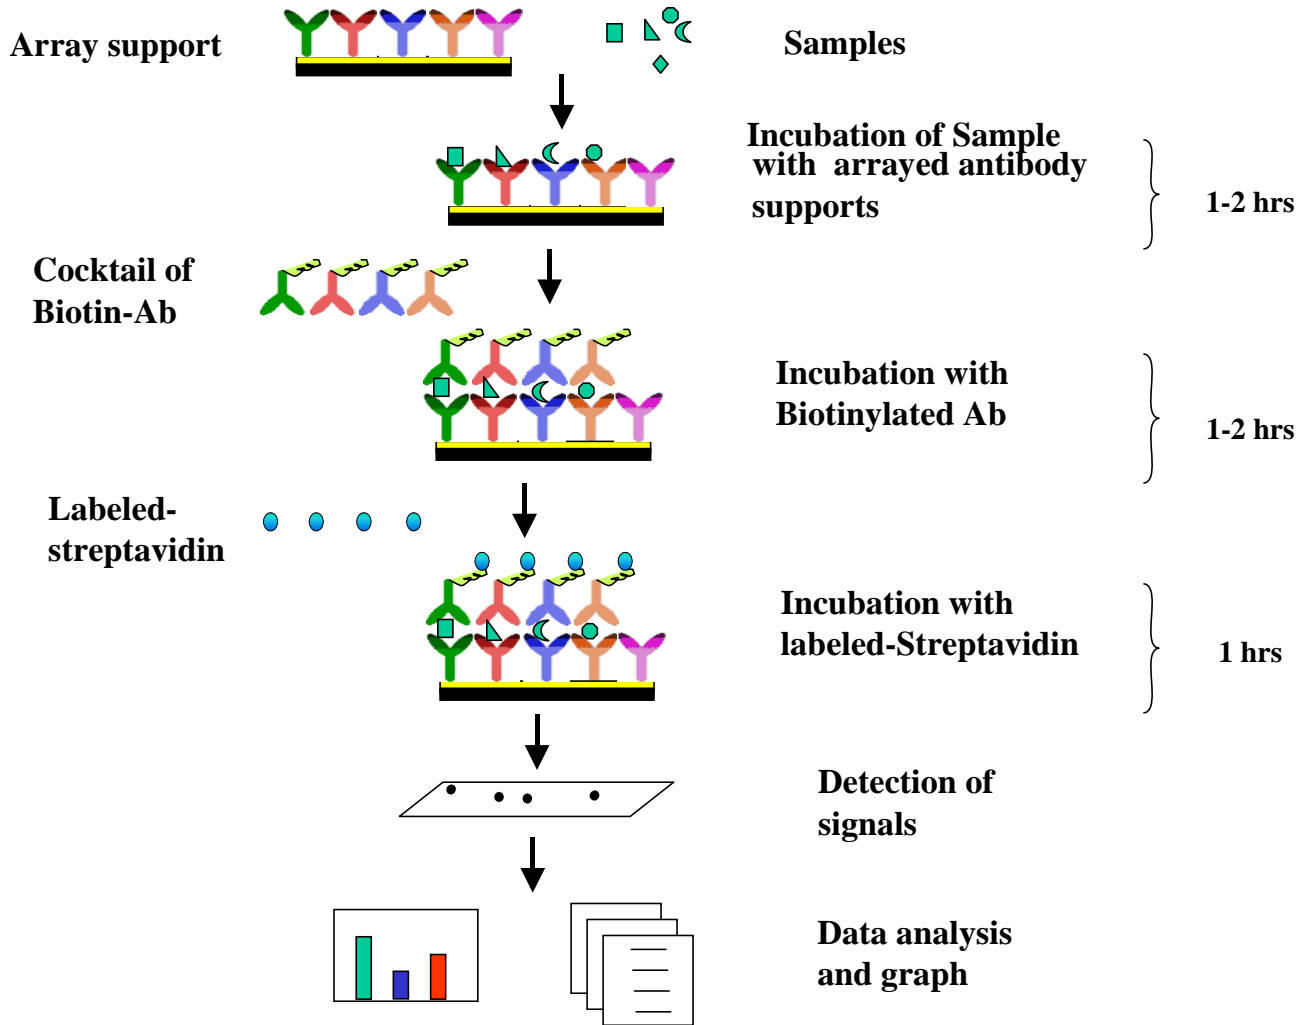 Array support
Samples
Incubation of Sample
with arrayed antibody
supports
1-2 hrs
Cocktail of
Biotin-Ab
Incubation with
Biotinylated Ab
1-2 hrs
Labeled-
streptavidin
Incubation with
labeled-Streptavidin
1 hrs
Detection of
signals
Data analysis
and graph